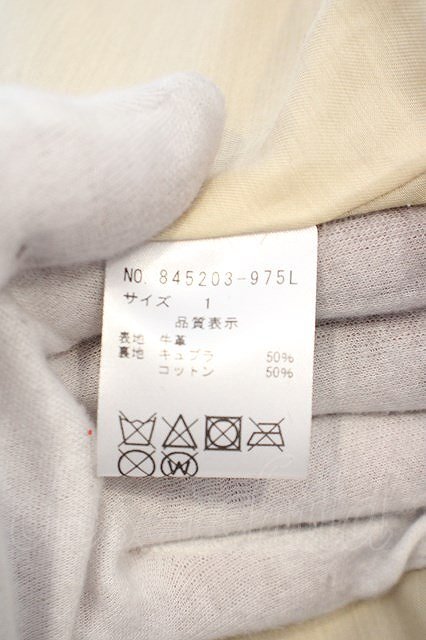 NO. 845203-975L
サイズ 1
品質表示
表地 牛革
裏地 キュプラ 50%
コットン 50%
W